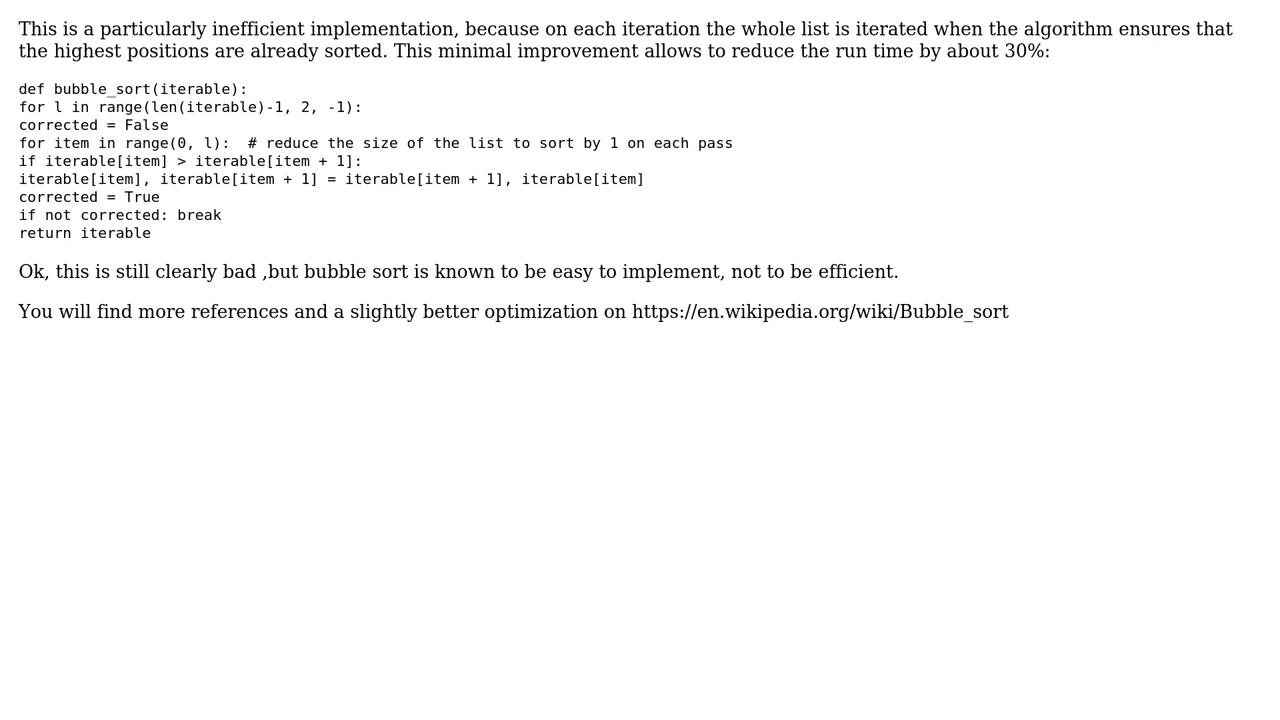 This is a particularly inefficient implementation, because on each iteration the whole list is iterated when the algorithm ensures that
the highest positions are already sorted. This minimal improvement allows to reduce the run time by about 30%:
def bubble_sort(iterable):
for l in range(len(iterable)-1, 2, -1):
corrected = False
for item in range(0, l):  # reduce the size of the list to sort by 1 on each pass
if iterable[item] > iterable[item + 1]:
iterable[item], iterable[item + 1] = iterable[item + 1], iterable[item]
corrected = True
if not corrected: break
return iterable
Ok, this is still clearly bad ,but bubble sort is known to be easy to implement, not to be efficient.
You will find more references and a slightly better optimization on https://en.wikipedia.org/wiki/Bubble_sort